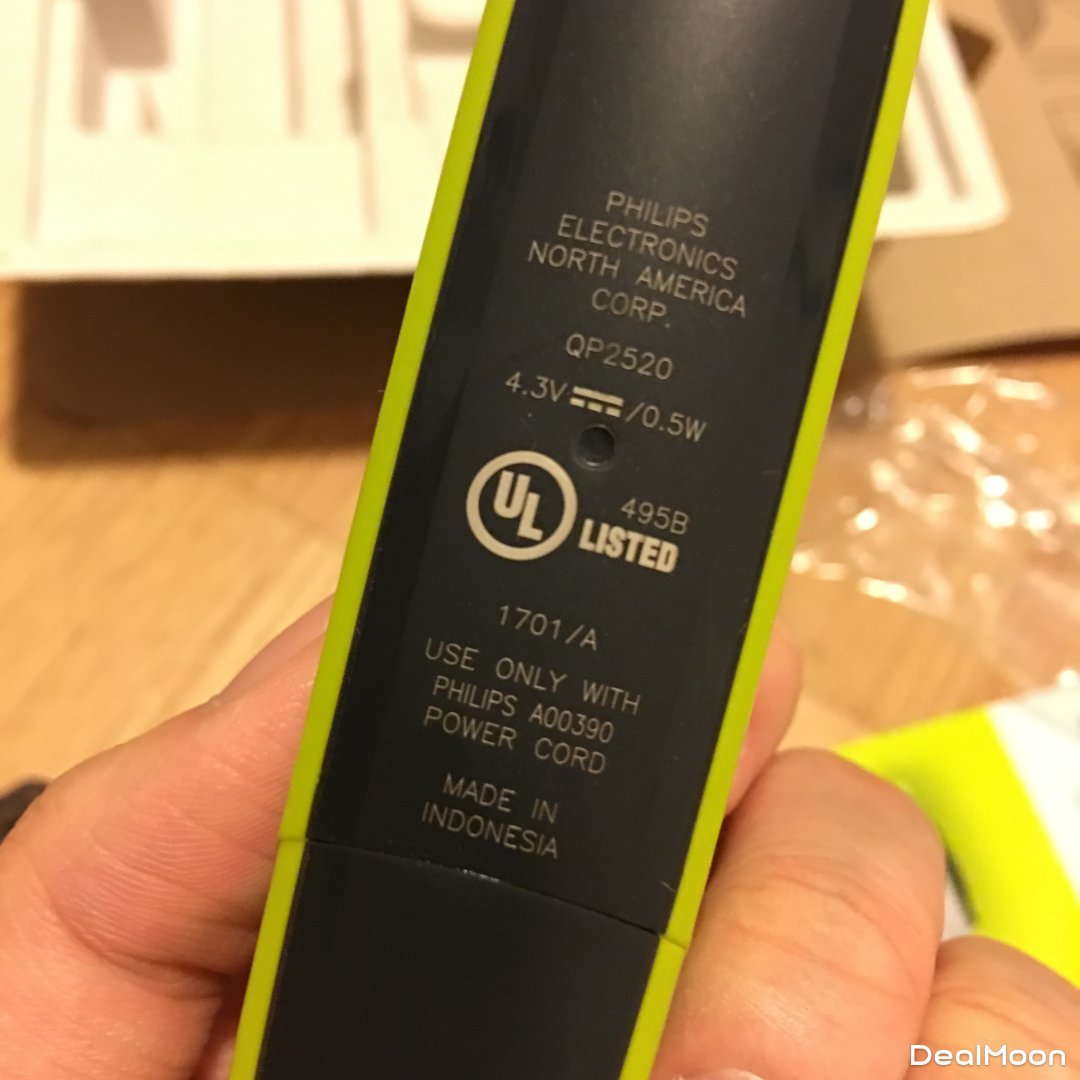 PHILIPS
ELECTRONICS
NORTH AMERICA
CORP.
QP2520
4.3V⎓/0.5W
UL
495B
LISTED
1701/A
USE ONLY WITH
PHILIPS A00390
POWER CORD
MADE IN
INDONESIA
DealMoon